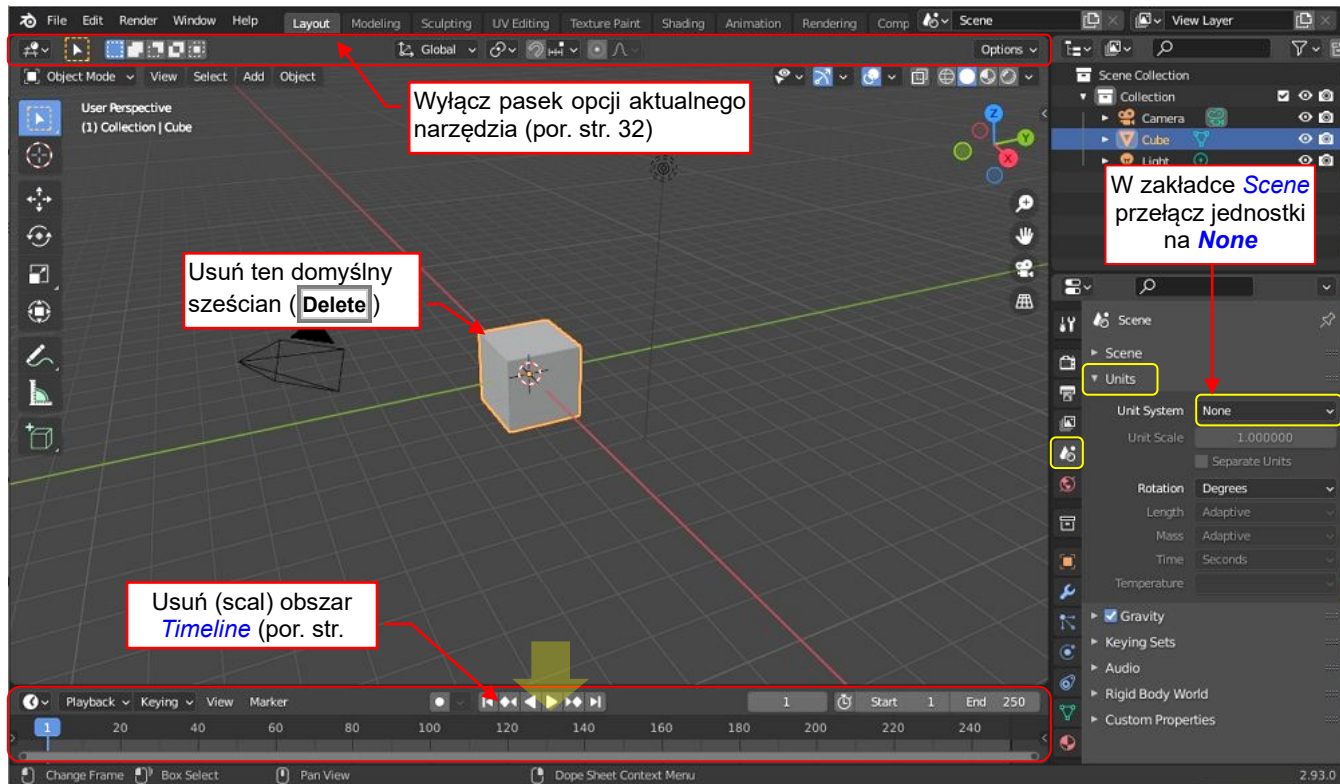 File Edit Render Window Help Layout Modeling Sculpting UV Editing Texture Paint Shading Animation Rendering Comp Scene View Layer
Global Options
Object Mode View Select Add Object
User Perspective
(1) Collection | Cube
Wyłącz pasek opcji aktualnego
narzędzia (por. str. 32)
Z
Y
X
Usuń ten domyślny
sześcian (Delete)
Usuń (scal) obszar
Timeline (por. str.
Scene Collection
Collection
Camera
Cube
Light
W zakładce Scene
przełącz jednostki
na None
Scene
Scene
Units
Unit System None
Unit Scale 1.000000
Separate Units
Rotation Degrees
Length Adaptive
Mass Adaptive
Time Seconds
Temperature
Gravity
Keying Sets
Audio
Rigid Body World
Custom Properties
Playback Keying View Marker 1 Start 1 End 250
1 20 40 60 80 100 120 140 160 180 200 220 240
Change Frame Box Select Pan View Dope Sheet Context Menu 2.93.0